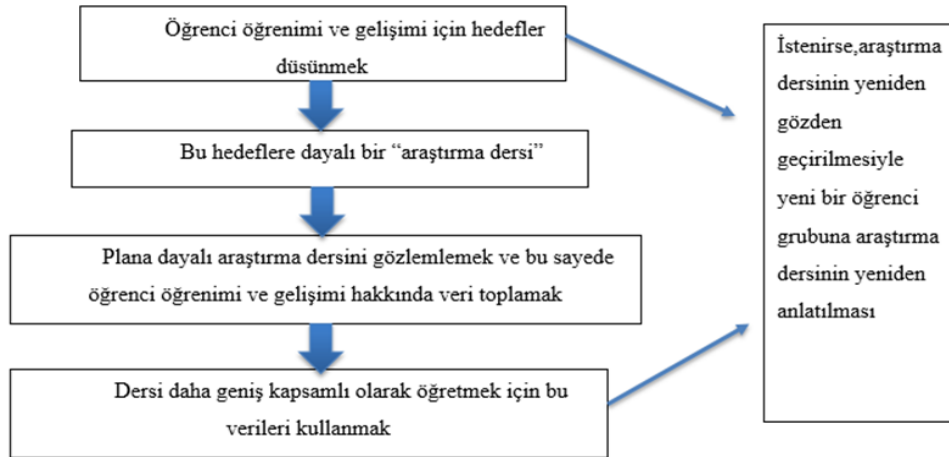 Öğrenci öğrenimi ve gelişimi için hedefler
düsünmek
Bu hedeflere dayalı bir “araştırma dersi”
Plana dayalı araştırma dersini gözlemlemek ve bu sayede
öğrenci öğrenimi ve gelişimi hakkında veri toplamak
Dersi daha geniş kapsamlı olarak öğretmek için bu
verileri kullanmak
İstenirse,araştırma
dersinin yeniden
gözden
geçirilmesiyle
yeni bir öğrenci
grubuna araştırma
dersinin yeniden
anlatılması